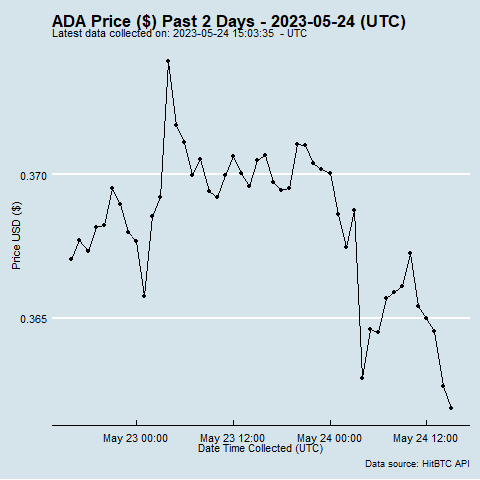 ADA Price ($) Past 2 Days - 2023-05-24 (UTC)
Latest data collected on: 2023-05-24 15:03:35  - UTC
0.370
Price USD ($)
0.365
May 23 00:00 May 23 12:00 May 24 00:00 May 24 12:00
Date Time Collected (UTC)
Data source: HitBTC API